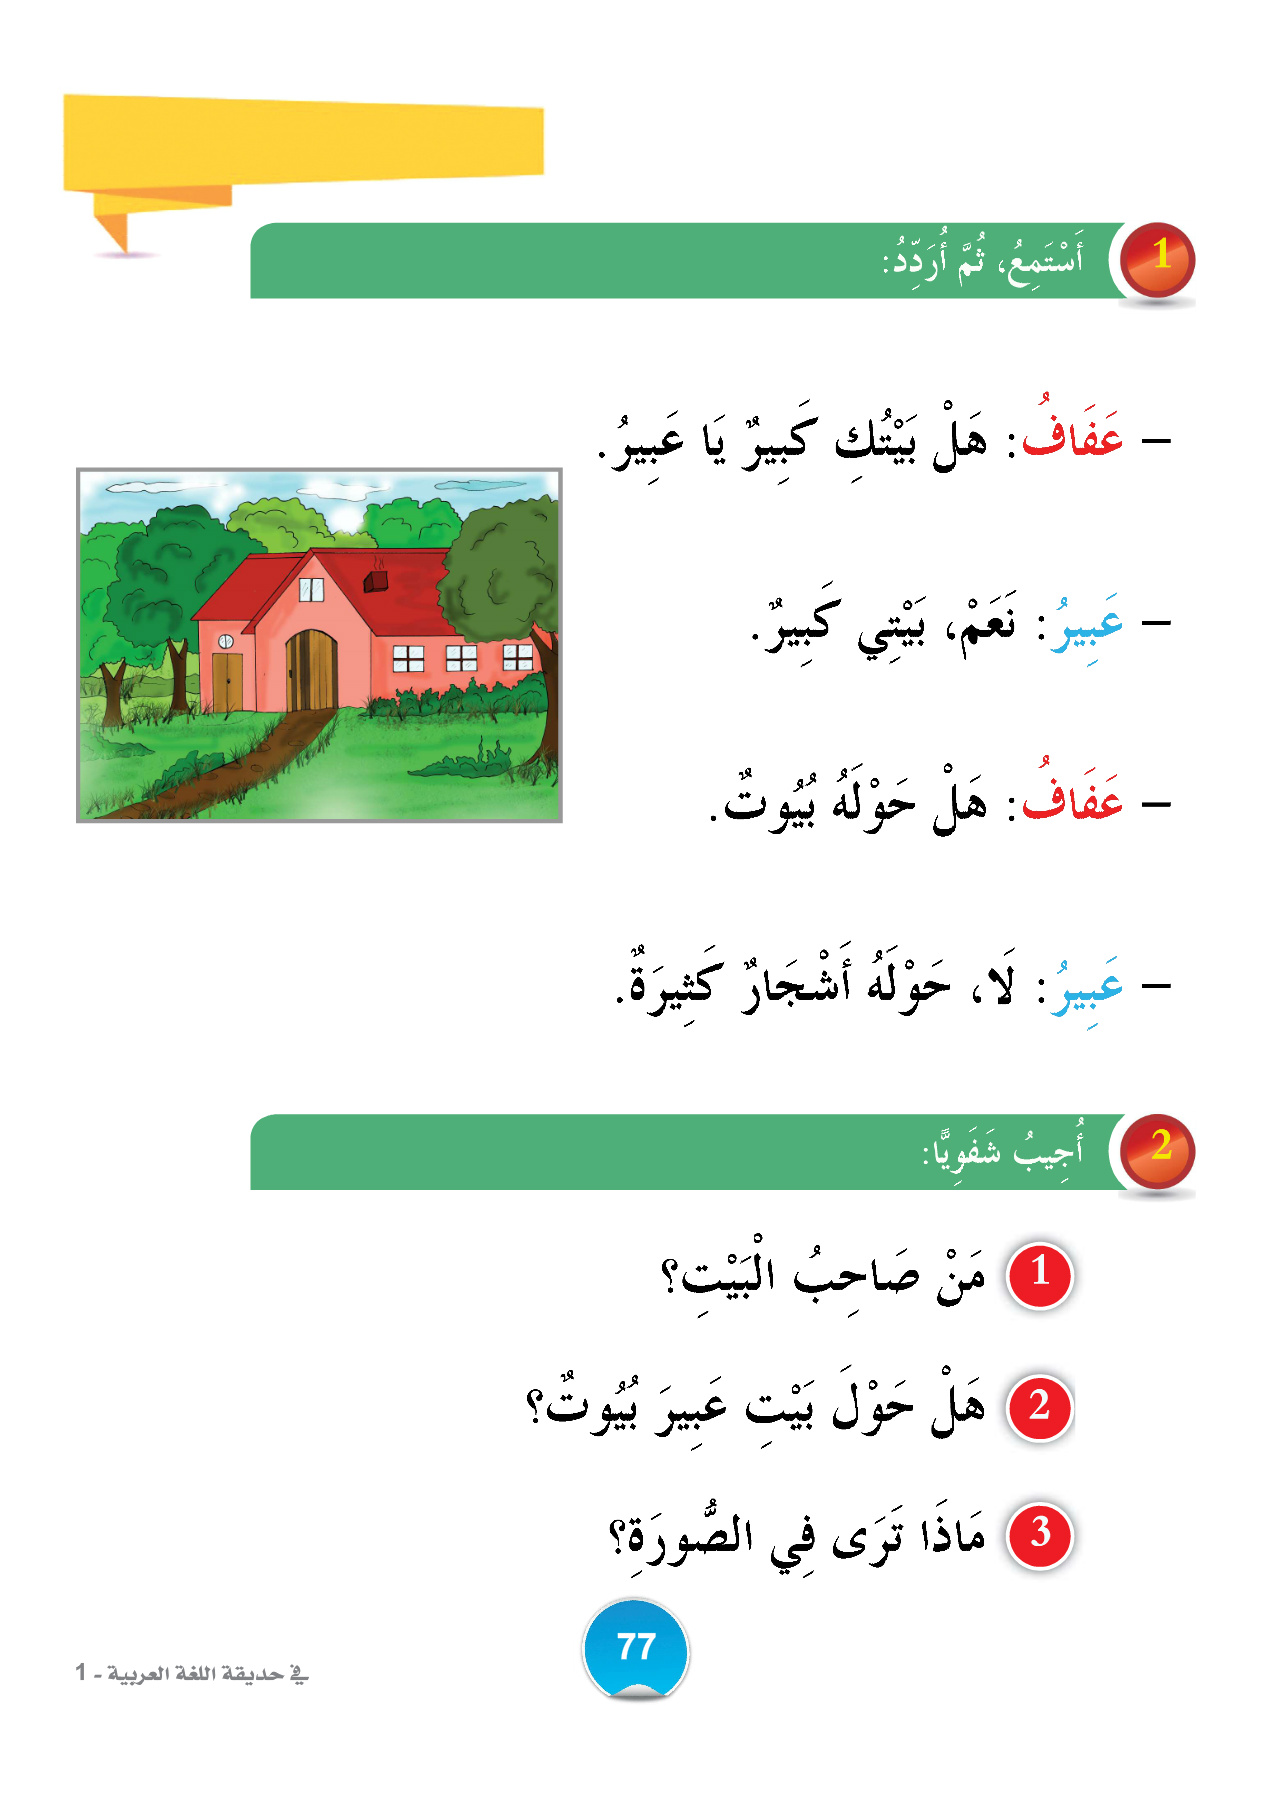 1 أَسْتَمِعُ، ثُمَّ أُرَدِّدُ:
– عَفَافُ: هَلْ بَيْتُكِ كَبِيرٌ يَا عَبِيرُ.
– عَبِيرُ: نَعَمْ، بَيْتِي كَبِيرٌ.
– عَفَافُ: هَلْ حَوْلَهُ بُيُوتٌ.
– عَبِيرُ: لَا، حَوْلَهُ أَشْجَارٌ كَثِيرَةٌ.
2 أُجِيبُ شَفَوِيًّا:
1 مَنْ صَاحِبُ الْبَيْتِ؟
2 هَلْ حَوْلَ بَيْتِ عَبِيرَ بُيُوتٌ؟
3 مَاذَا تَرَى فِي الصُّورَةِ؟
77
في حديقة اللغة العربية - 1